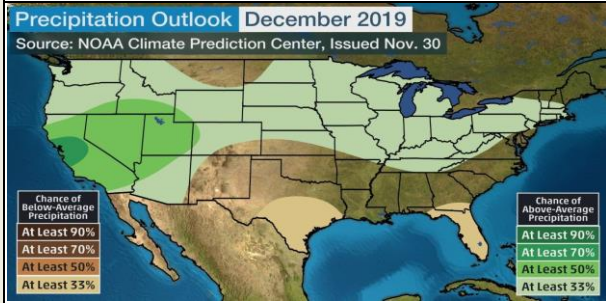 Precipitation Outlook December 2019
Source: NOAA Climate Prediction Center, Issued Nov. 30
Chance of
Below-Average
Precipitation
At Least 90%
At Least 70%
At Least 50%
At Least 33%
Chance of
Above-Average
Precipitation
At Least 90%
At Least 70%
At Least 50%
At Least 33%